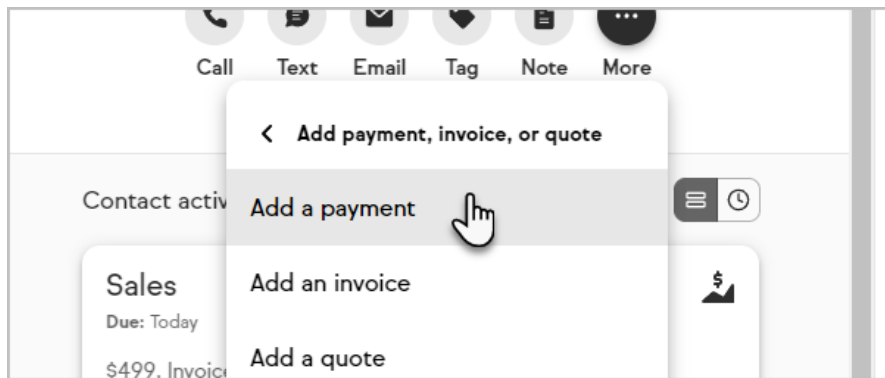 Call Text Email Tag Note More
Add payment, invoice, or quote
Contact activ
Add a payment
Add an invoice
Add a quote
Sales
Due: Today
$499. Invoice